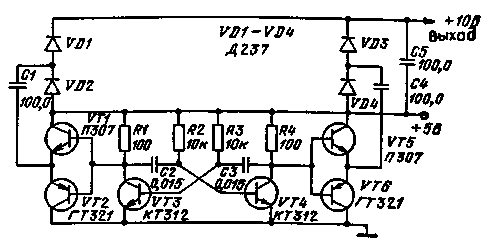 +10В
Выход
VD1-VD4
Д237
VD1
VD3
C5
100,0
C1
100,0
VD2
VD4
C4
100,0
+5В
VT1
П307
R1
100
R2
10к
R3
10к
R4
100
VT5
П307
C2
0,015
C3
0,015
VT2
ГТ321
VT3
КТ312
VT4
КТ312
VT6
ГТ321